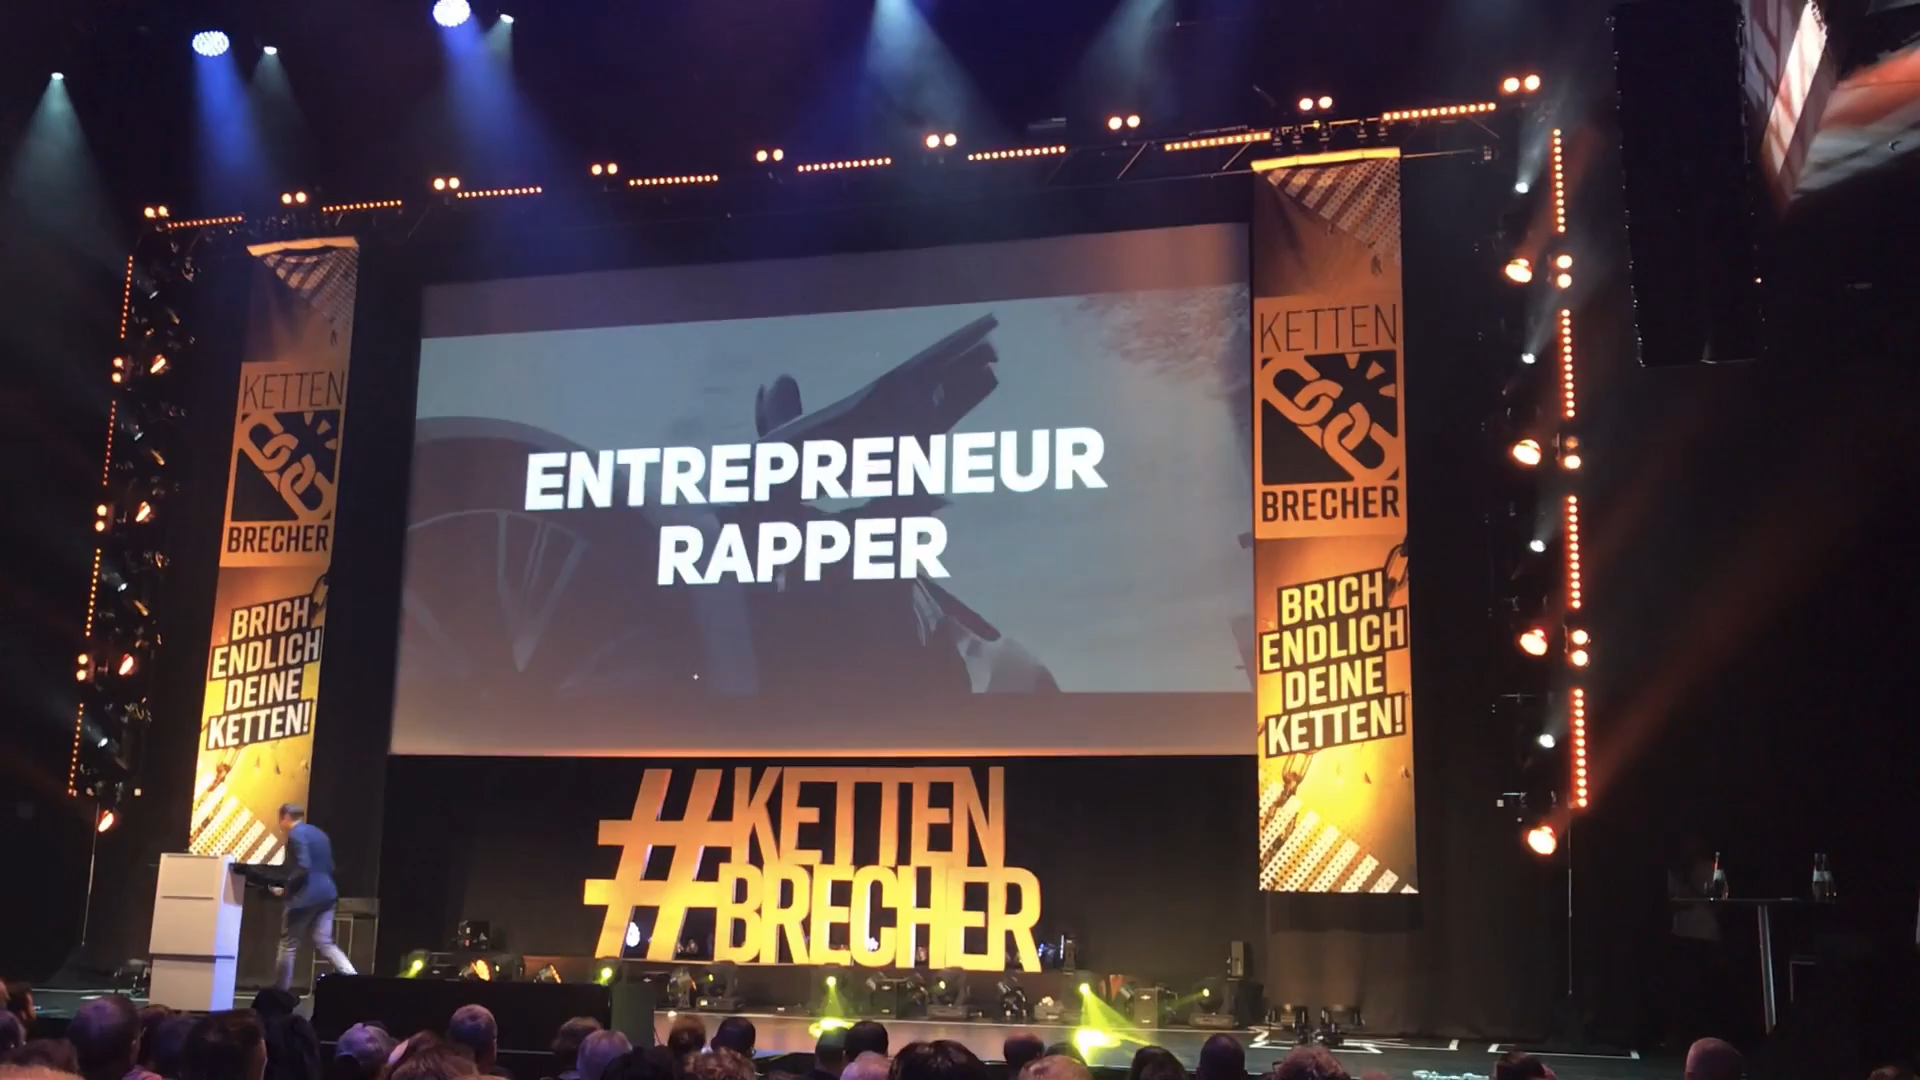 KETTEN
BRECHER
BRICH
ENDLICH
DEINE
KETTEN!
ENTREPRENEUR
RAPPER
#KETTEN
BRECHER
KETTEN
BRECHER
BRICH
ENDLICH
DEINE
KETTEN!